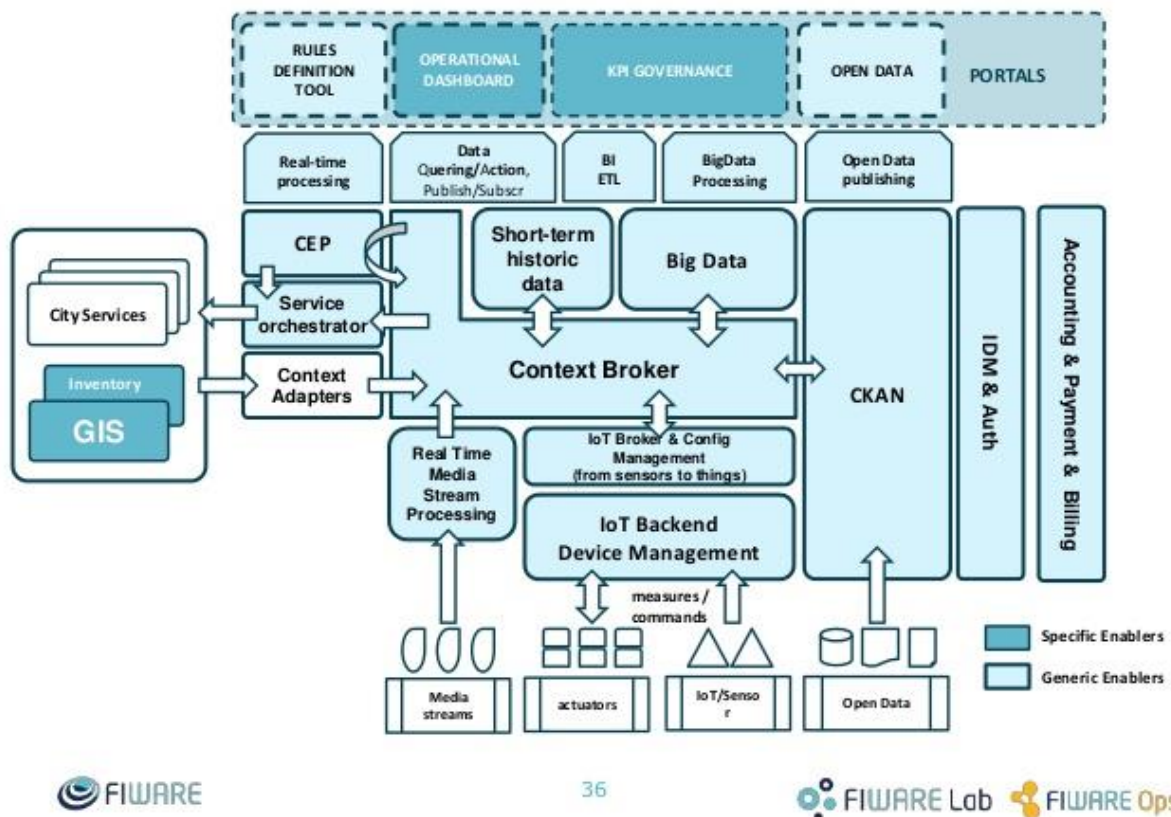 RULES
DEFINITION
TOOL
OPERATIONAL
DASHBOARD
KPI GOVERNANCE
OPEN DATA
PORTALS
Real-time
processing
Data
Quering/Action,
Publish/Subscr
BI
ETL
BigData
Processing
Open Data
publishing
CEP
Short-term
historic
data
Big Data
City Services
Service
orchestrator
Inventory
GIS
Context
Adapters
Context Broker
CKAN
IDM & Auth
Accounting & Payment & Billing
Real Time
Media
Stream
Processing
IoT Broker & Config
Management
(from sensors to things)
IoT Backend
Device Management
measures /
commands
Media
streams
actuators
IoT/Senso
r
Open Data
Specific Enablers
Generic Enablers
FIWARE
36
FIWARE Lab
FIWARE Ops